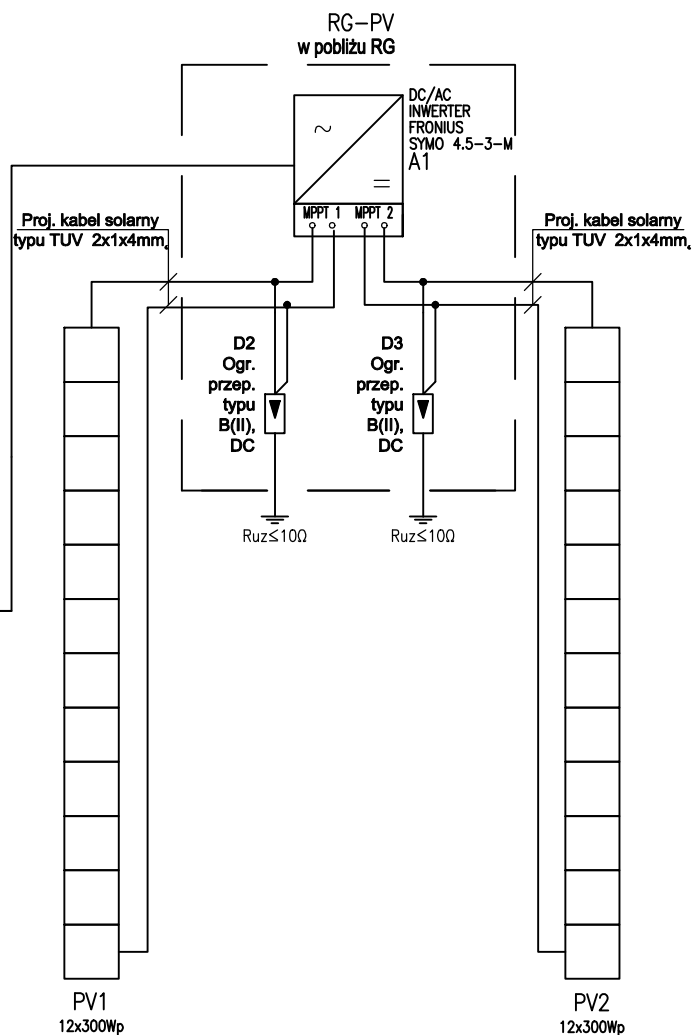 RG-PV
w pobliżu RG
DC/AC
INWERTER
FRONIUS
SYMO 4.5-3-M
A1
~
=
MPPT 1 MPPT 2
Proj. kabel solarny
typu TUV 2x1x4mm²
Proj. kabel solarny
typu TUV 2x1x4mm²
D2
Ogr.
przep.
typu
B(II),
DC
D3
Ogr.
przep.
typu
B(II),
DC
Ruz≤10Ω
Ruz≤10Ω
PV1
12x300Wp
PV2
12x300Wp